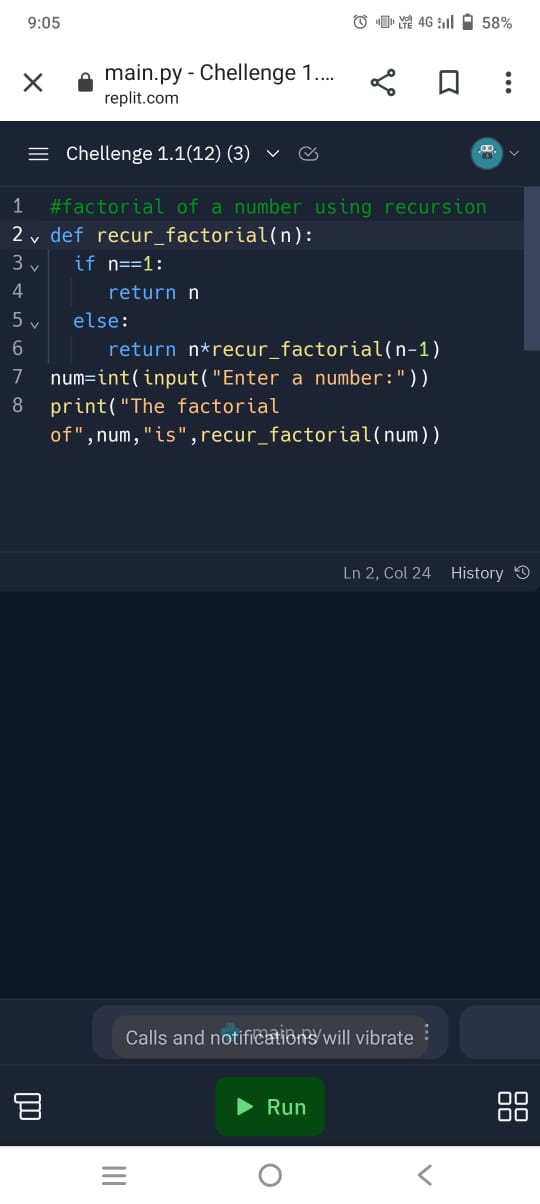 9:05
Vo) LTE 4G 58%
main.py - Chellenge 1....
replit.com
Chellenge 1.1(12) (3)
1 #factorial of a number using recursion
2 def recur_factorial(n):
3 if n==1:
4 return n
5 else:
6 return n*recur_factorial(n-1)
7 num=int(input("Enter a number:"))
8 print("The factorial
of",num,"is",recur_factorial(num))
Ln 2, Col 24 History
main.py
Calls and notifications will vibrate
Run